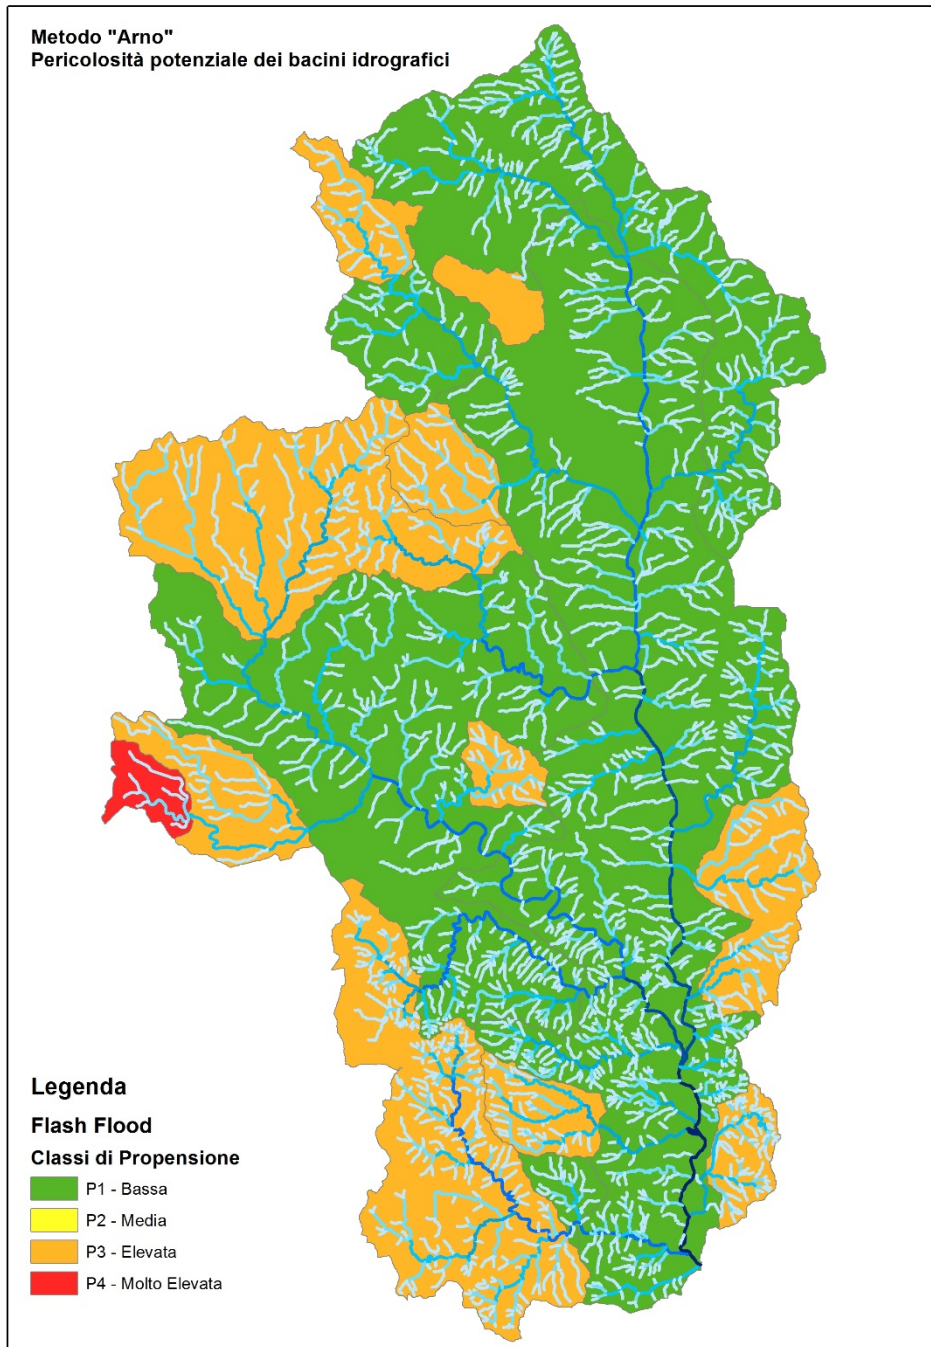 Metodo "Arno"
Pericolosità potenziale dei bacini idrografici
Legenda
Flash Flood
Classi di Propensione
P1 - Bassa
P2 - Media
P3 - Elevata
P4 - Molto Elevata